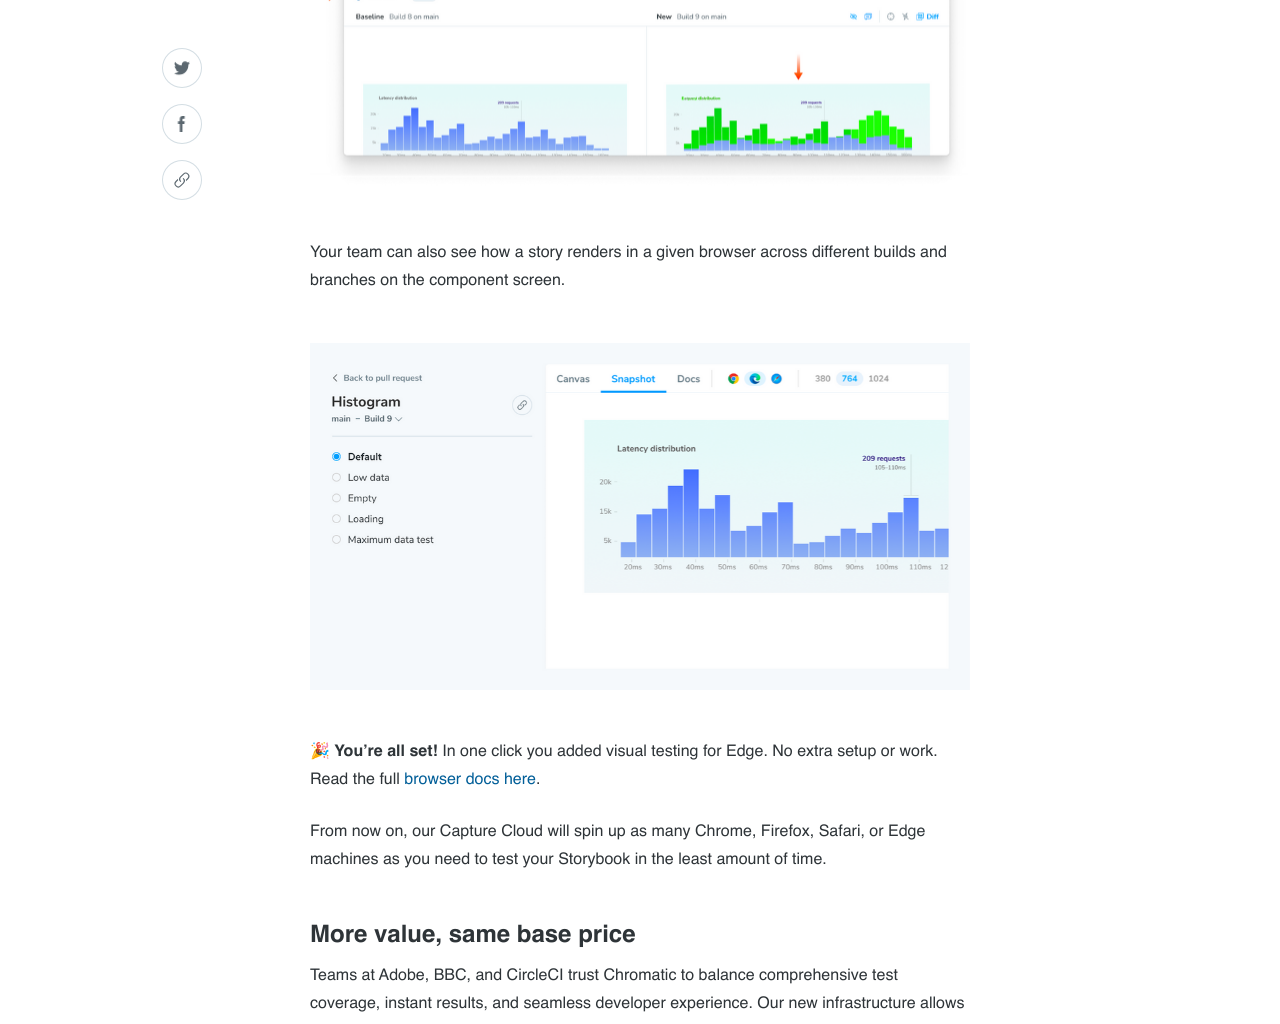 Baseline Build 9 on main
New Build 9 on main
Diff
Latency distribution
209 requests
Request distribution
209 requests
Your team can also see how a story renders in a given browser across different builds and
branches on the component screen.
Back to pull request
Histogram
main – Build 9
Default
Low data
Empty
Loading
Maximum data test
Canvas Snapshot Docs 380 764 1024
Latency distribution
209 requests
105-110ms
20k
15k
5k
20ms 30ms 40ms 50ms 60ms 70ms 80ms 90ms 100ms 110ms 12
🎉 You’re all set! In one click you added visual testing for Edge. No extra setup or work.
Read the full browser docs here.
From now on, our Capture Cloud will spin up as many Chrome, Firefox, Safari, or Edge
machines as you need to test your Storybook in the least amount of time.
More value, same base price
Teams at Adobe, BBC, and CircleCI trust Chromatic to balance comprehensive test
coverage, instant results, and seamless developer experience. Our new infrastructure allows